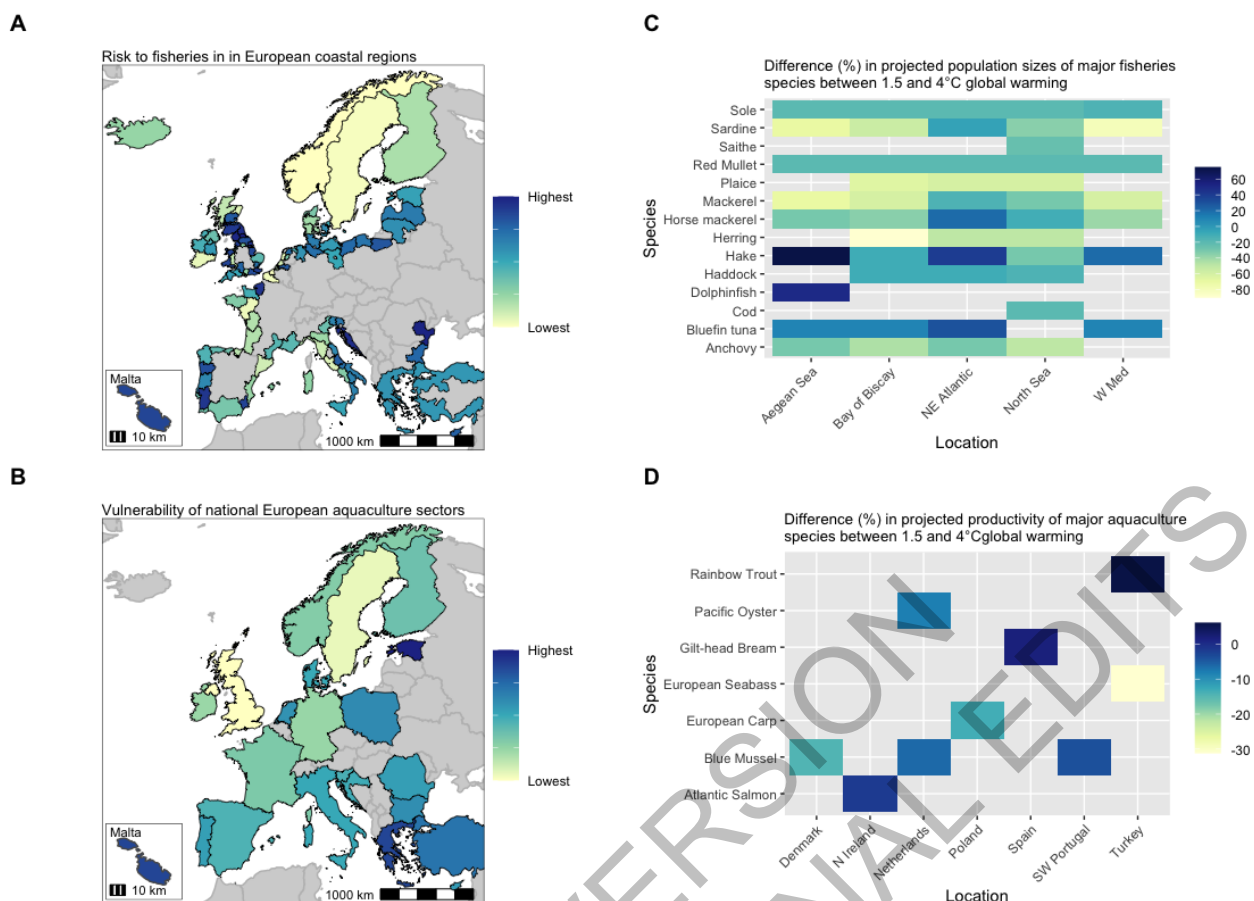 A
Risk to fisheries in in European coastal regions
Highest
Lowest
Malta
10 km
1000 km
B
Vulnerability of national European aquaculture sectors
Highest
Lowest
Malta
10 km
1000 km
C
Difference (%) in projected population sizes of major fisheries
species between 1.5 and 4°C global warming
Species
Sole
Sardine
Saithe
Red Mullet
Plaice
Mackerel
Horse mackerel
Herring
Hake
Haddock
Dolphinfish
Cod
Bluefin tuna
Anchovy
60
40
20
0
-20
-40
-60
-80
Aegean Sea
Bay of Biscay
NE Atlantic
North Sea
W Med
Location
D
Difference (%) in projected productivity of major aquaculture
species between 1.5 and 4°Cglobal warming
Species
Rainbow Trout
Pacific Oyster
Gilt-head Bream
European Seabass
European Carp
Blue Mussel
Atlantic Salmon
0
-10
-20
-30
Denmark
N Ireland
Netherlands
Poland
Spain
SW Portugal
Turkey
Location
VERSION
EDITS